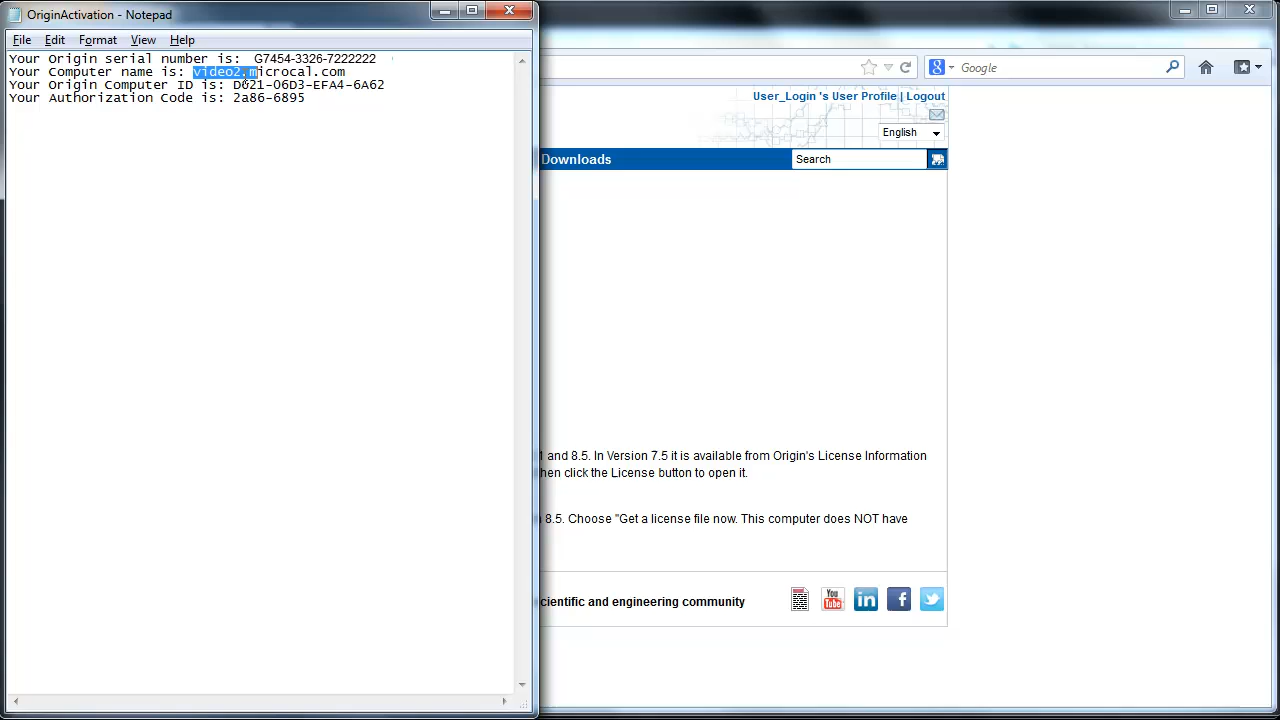 OriginActivation - Notepad
File Edit Format View Help
Your Origin serial number is: G7454-3326-7222222
Your Computer name is: video2.microcal.com
Your Origin Computer ID is: D621-06D3-EFA4-6A62
Your Authorization Code is: 2a86-6895
Google
User_Login 's User Profile | Logout
English
Downloads
Search
1 and 8.5. In Version 7.5 it is available from Origin's License Information
hen click the License button to open it.
8.5. Choose "Get a license file now. This computer does NOT have
cientific and engineering community
You Tube in f